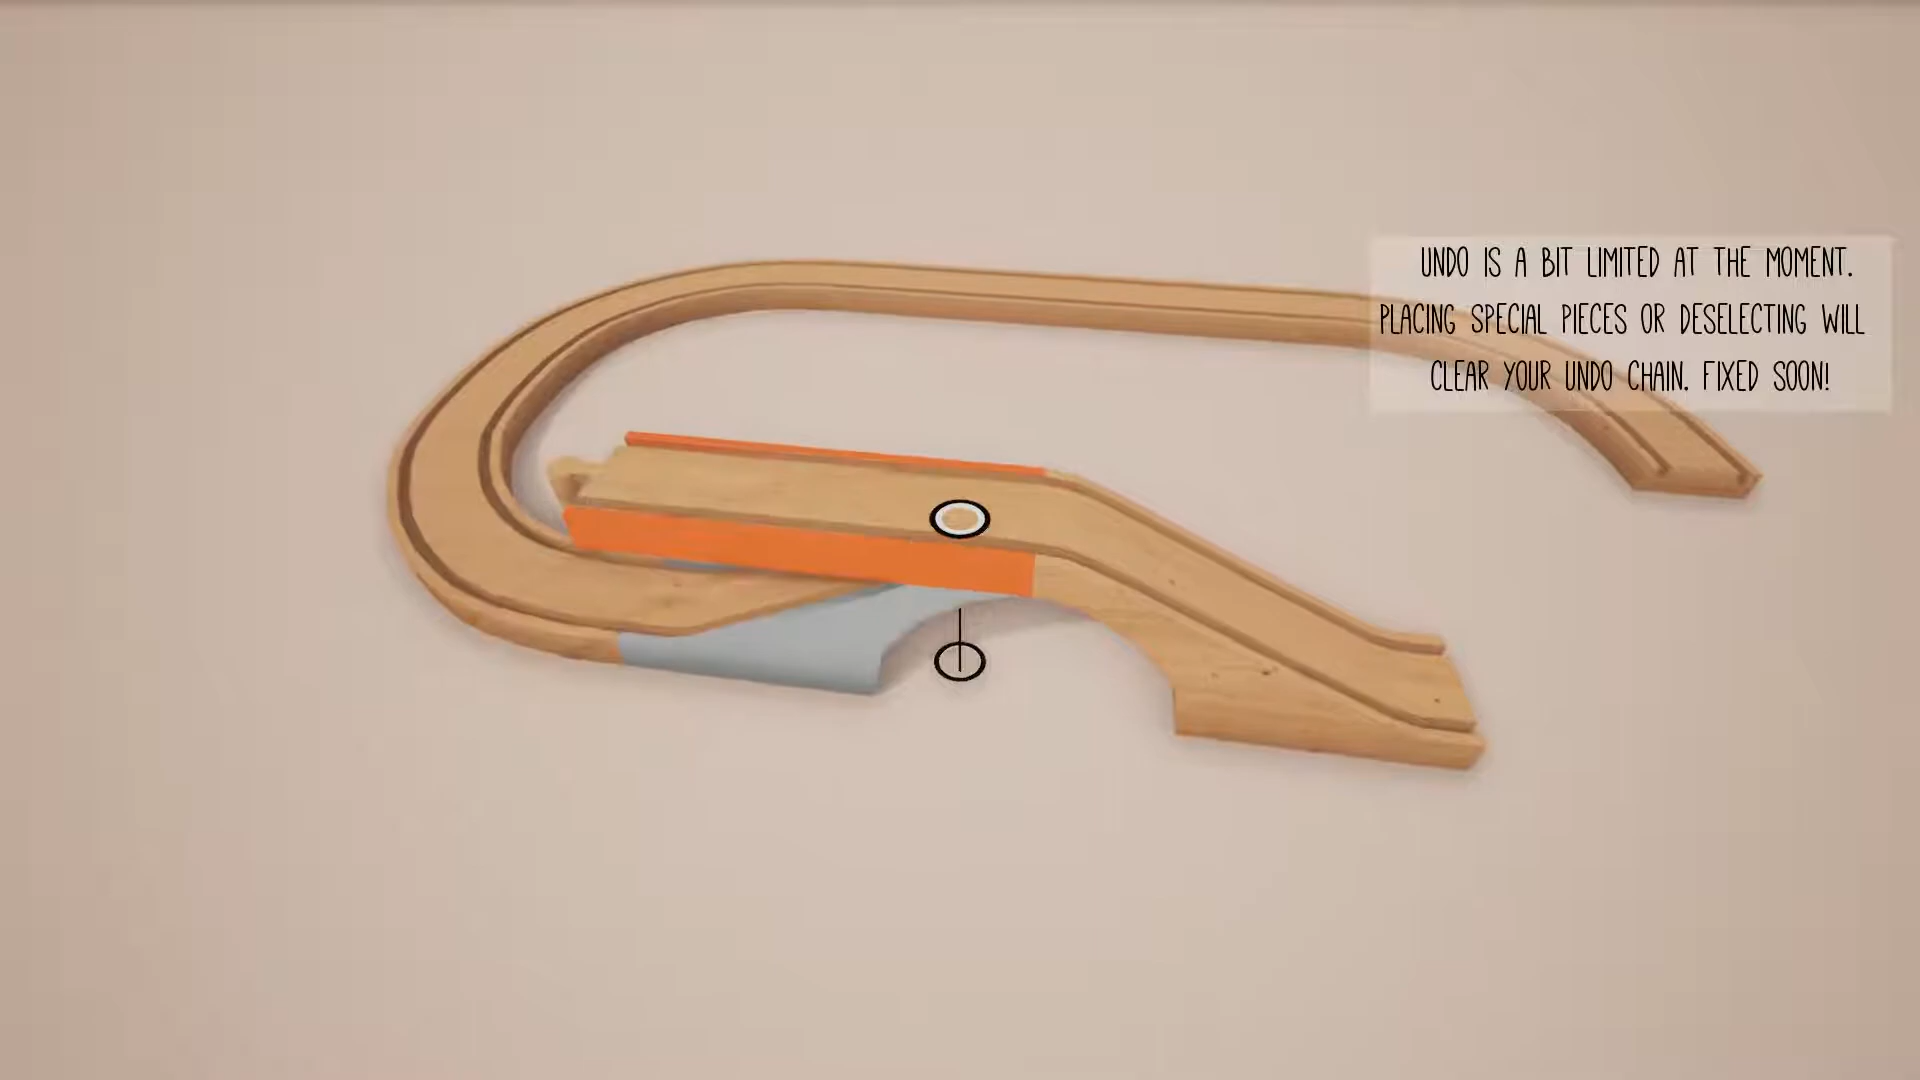 UNDO IS A BIT LIMITED AT THE MOMENT.
PLACING SPECIAL PIECES OR DESELECTING WILL
CLEAR YOUR UNDO CHAIN. FIXED SOON!